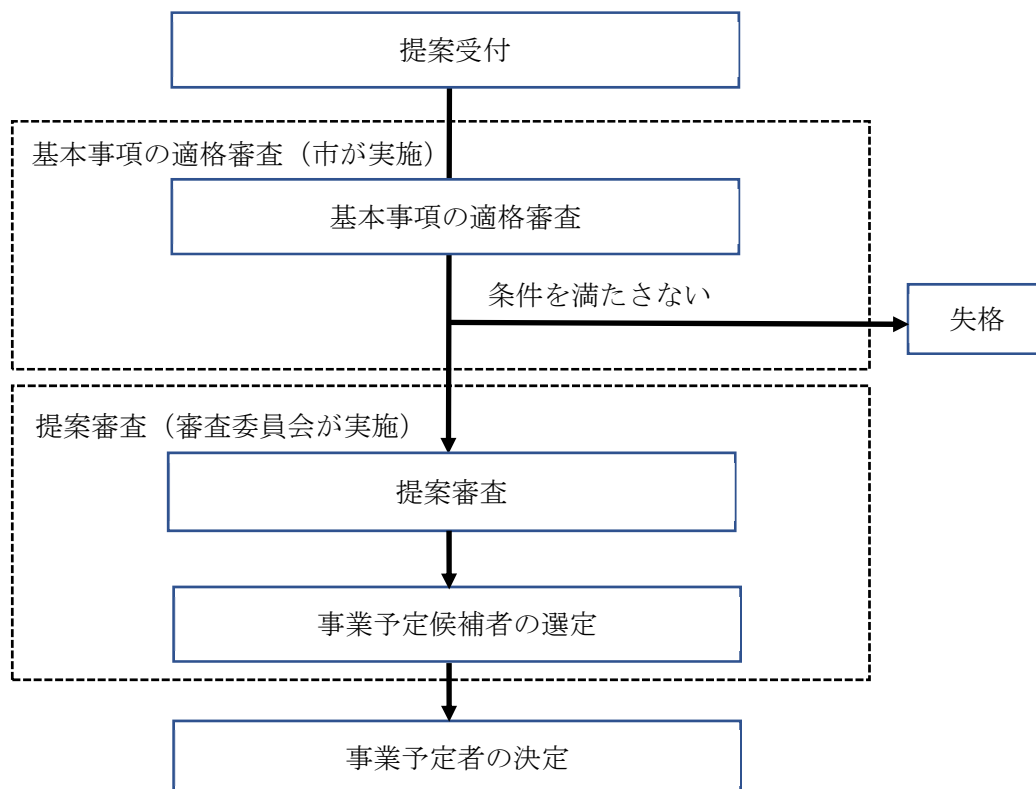 提案受付
基本事項の適格審査（市が実施）
基本事項の適格審査
条件を満たさない
失格
提案審査（審査委員会が実施）
提案審査
事業予定候補者の選定
事業予定者の決定